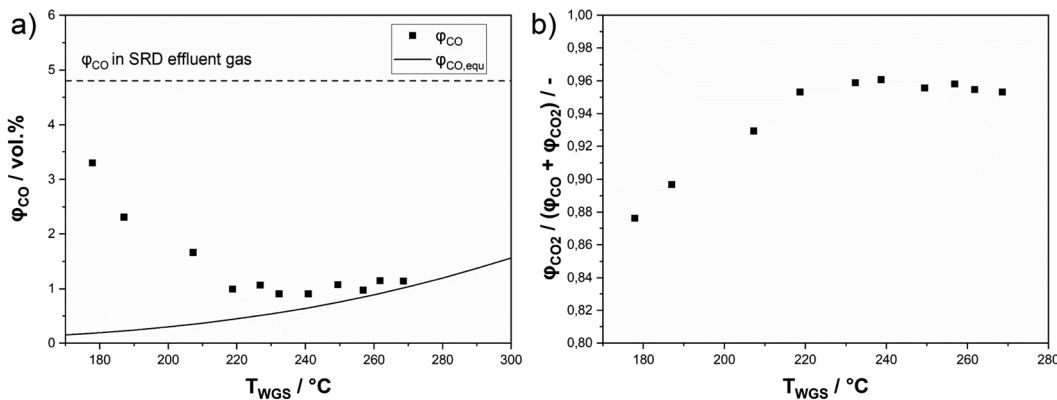 a)
6
5
4
3
2
1
0
φCO / vol.%
φCO in SRD effluent gas
φCO
φCO,equ
180 200 220 240 260 280 300
TWGS / °C
b)
1,00
0,98
0,96
0,94
0,92
0,90
0,88
0,86
0,84
0,82
0,80
φCO2 / (φCO + φCO2) / -
180 200 220 240 260 280
TWGS / °C